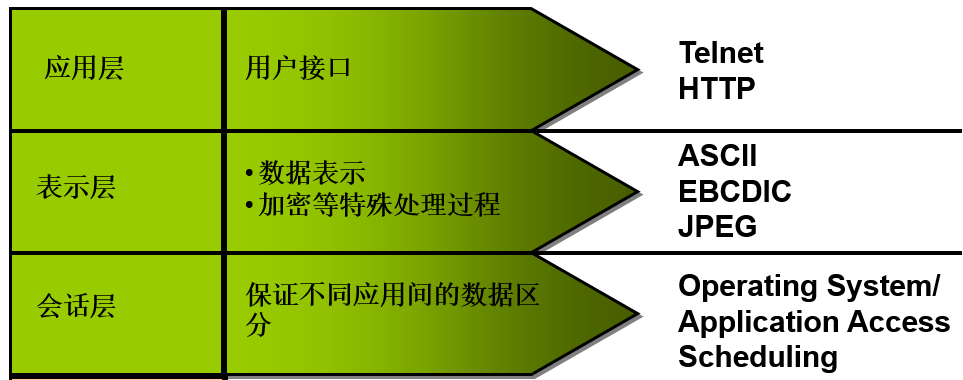 应用层
用户接口
Telnet
HTTP
表示层
• 数据表示
• 加密等特殊处理过程
ASCII
EBCDIC
JPEG
会话层
保证不同应用间的数据区
分
Operating System/
Application Access
Scheduling